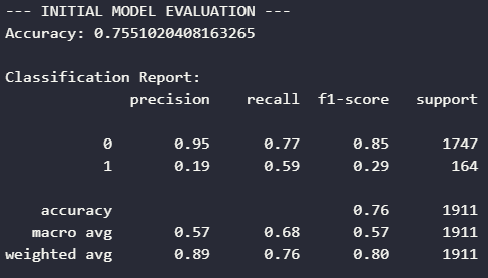 --- INITIAL MODEL EVALUATION ---
Accuracy: 0.7551020408163265
Classification Report:
precision recall f1-score support
0 0.95 0.77 0.85 1747
1 0.19 0.59 0.29 164
accuracy 0.76 1911
macro avg 0.57 0.68 0.57 1911
weighted avg 0.89 0.76 0.80 1911